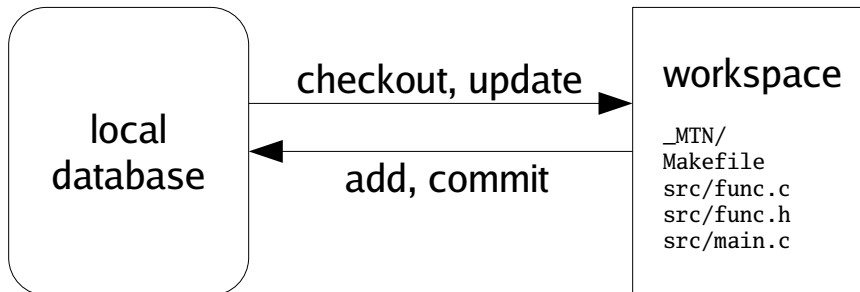 local
database
checkout, update
add, commit
workspace
_MTN/
Makefile
src/func.c
src/func.h
src/main.c